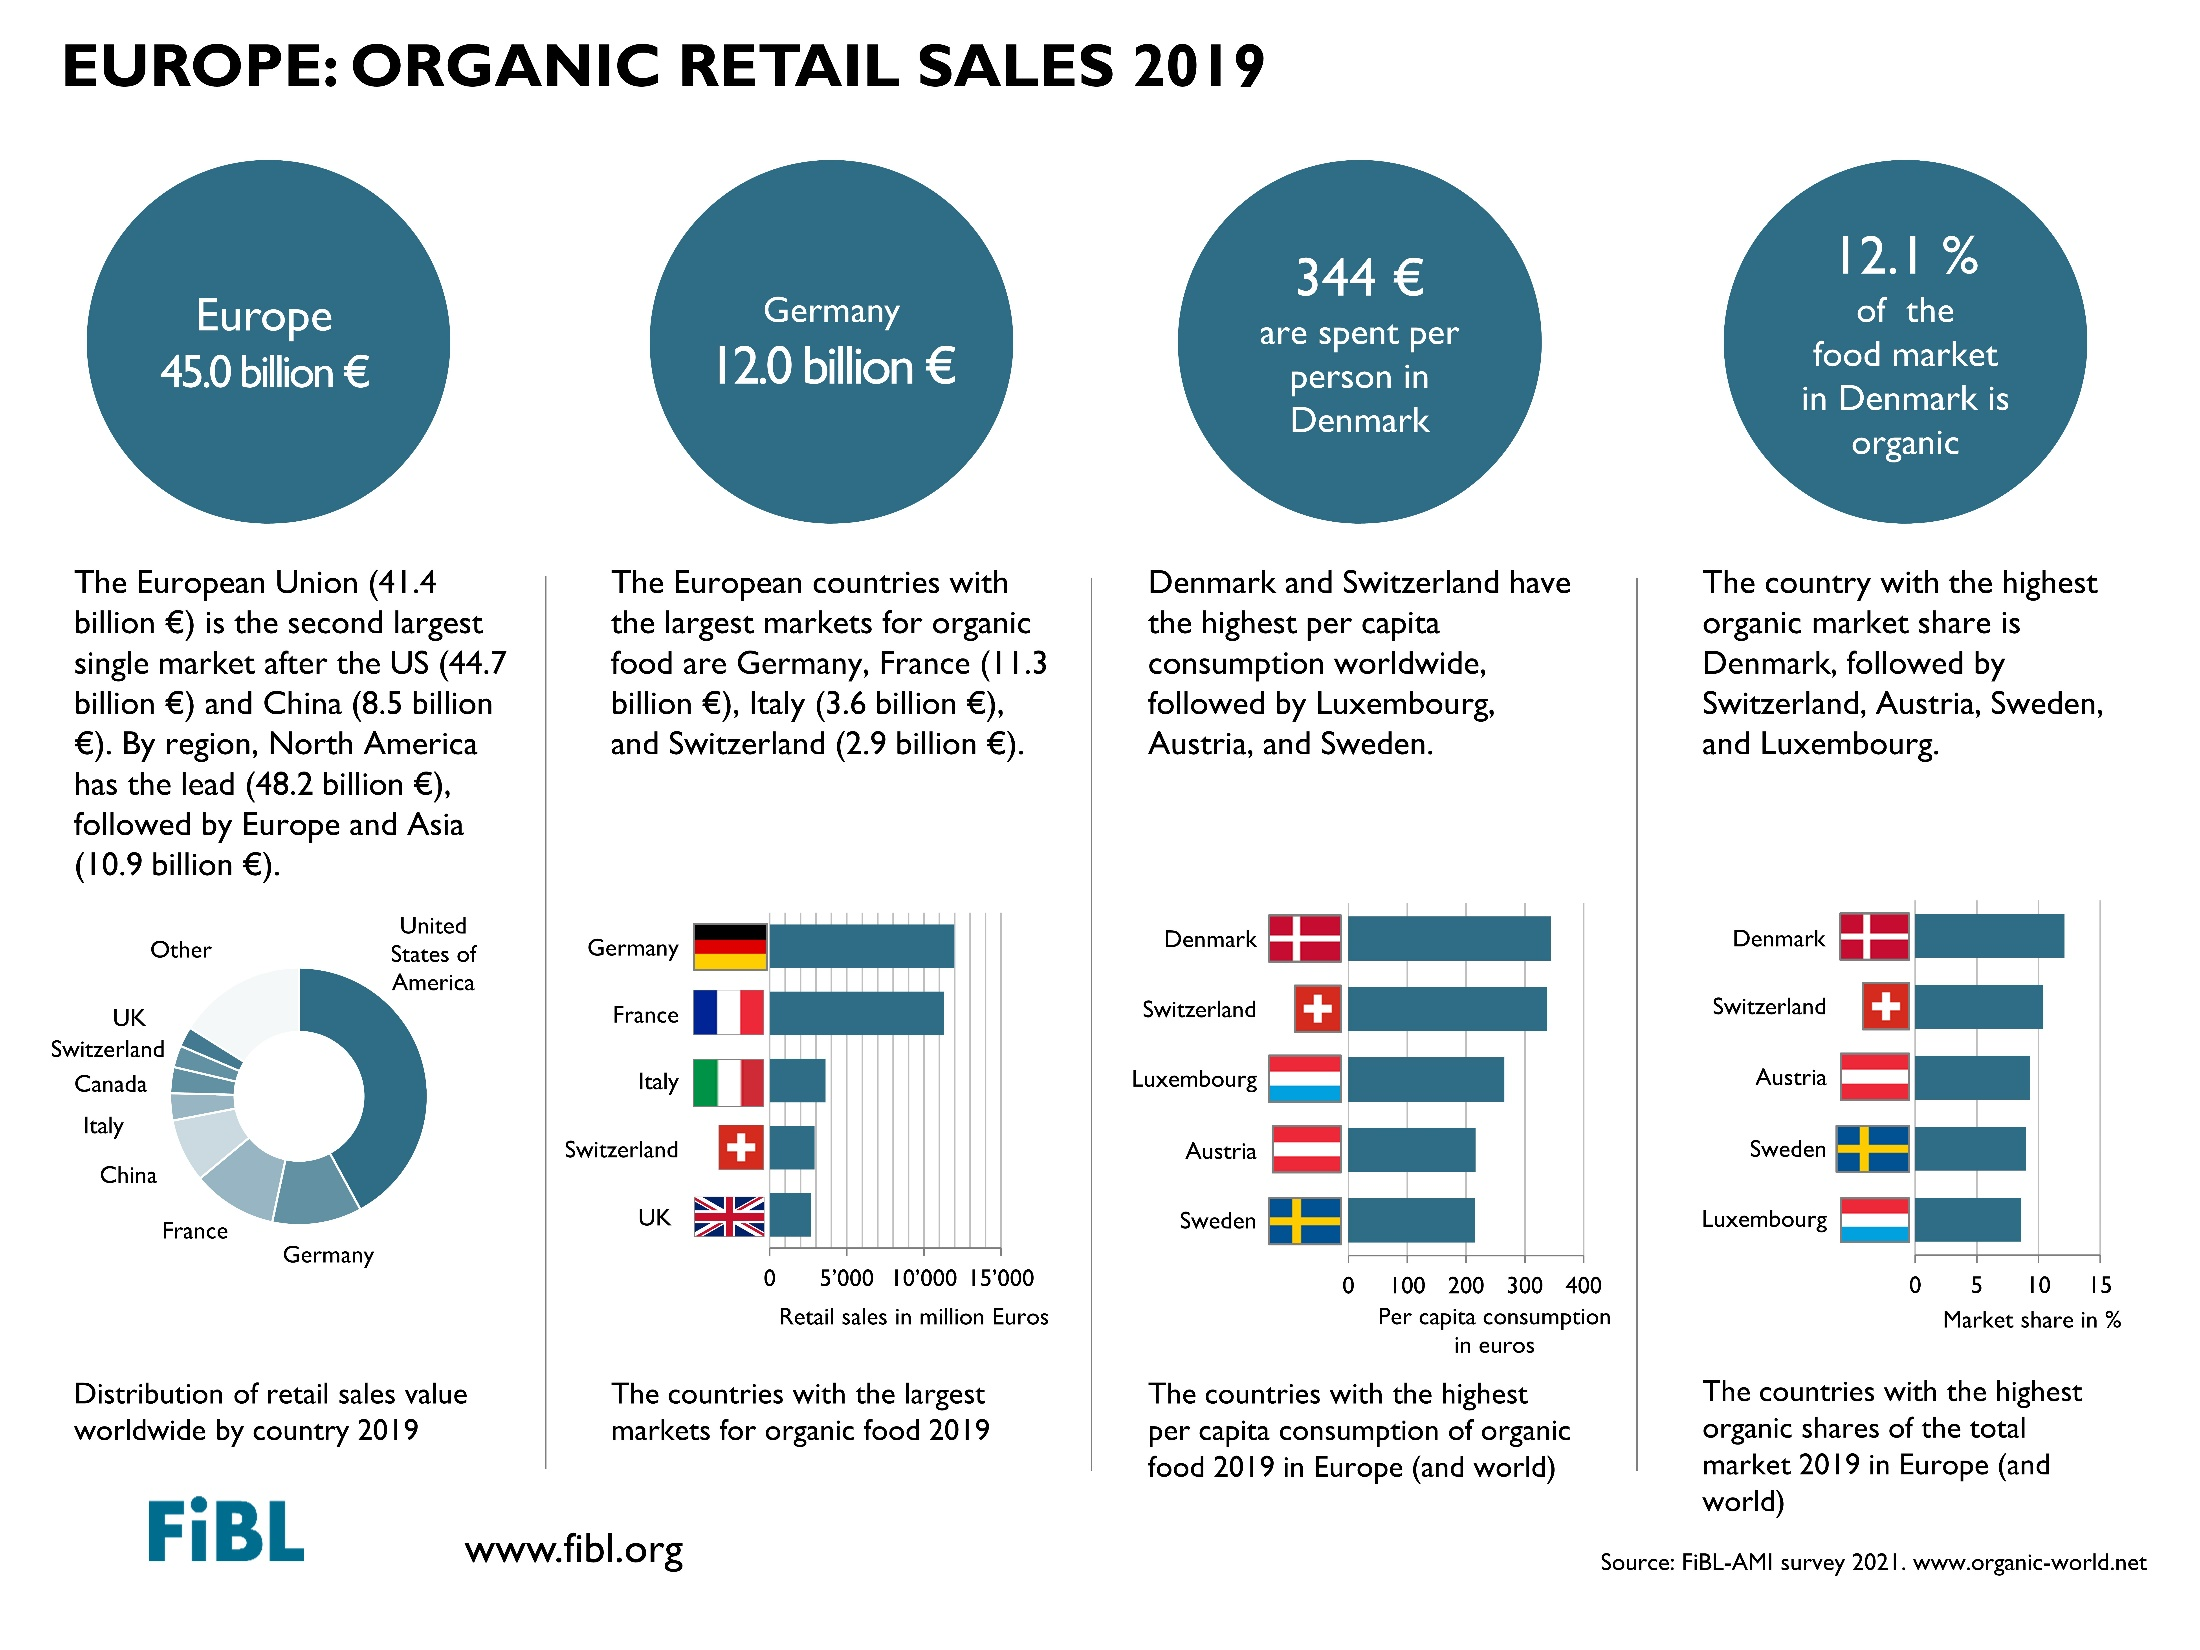 EUROPE: ORGANIC RETAIL SALES 2019
Europe
45.0 billion €
Germany
12.0 billion €
344 €
are spent per
person in
Denmark
12.1 %
of the
food market
in Denmark is
organic
The European Union (41.4
billion €) is the second largest
single market after the US (44.7
billion €) and China (8.5 billion
€). By region, North America
has the lead (48.2 billion €),
followed by Europe and Asia
(10.9 billion €).
The European countries with
the largest markets for organic
food are Germany, France (11.3
billion €), Italy (3.6 billion €),
and Switzerland (2.9 billion €).
Denmark and Switzerland have
the highest per capita
consumption worldwide,
followed by Luxembourg,
Austria, and Sweden.
The country with the highest
organic market share is
Denmark, followed by
Switzerland, Austria, Sweden,
and Luxembourg.
United
States of
America
Other
UK
Switzerland
Canada
Italy
China
France
Germany
Distribution of retail sales value
worldwide by country 2019
Germany
France
Italy
Switzerland
UK
0 5’000 10’000 15’000
Retail sales in million Euros
The countries with the largest
markets for organic food 2019
Denmark
Switzerland
Luxembourg
Austria
Sweden
0 100 200 300 400
Per capita consumption
in euros
The countries with the highest
per capita consumption of organic
food 2019 in Europe (and world)
Denmark
Switzerland
Austria
Sweden
Luxembourg
0 5 10 15
Market share in %
The countries with the highest
organic shares of the total
market 2019 in Europe (and
world)
FiBL
www.fibl.org
Source: FiBL-AMI survey 2021. www.organic-world.net